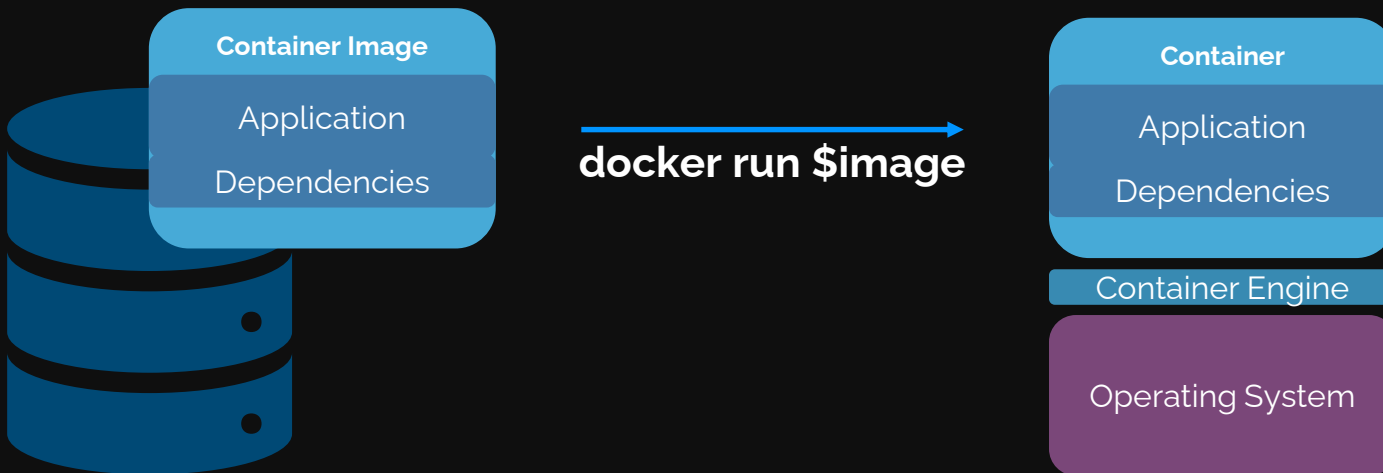 Container Image
Application
Dependencies
docker run $image
Container
Application
Dependencies
Container Engine
Operating System